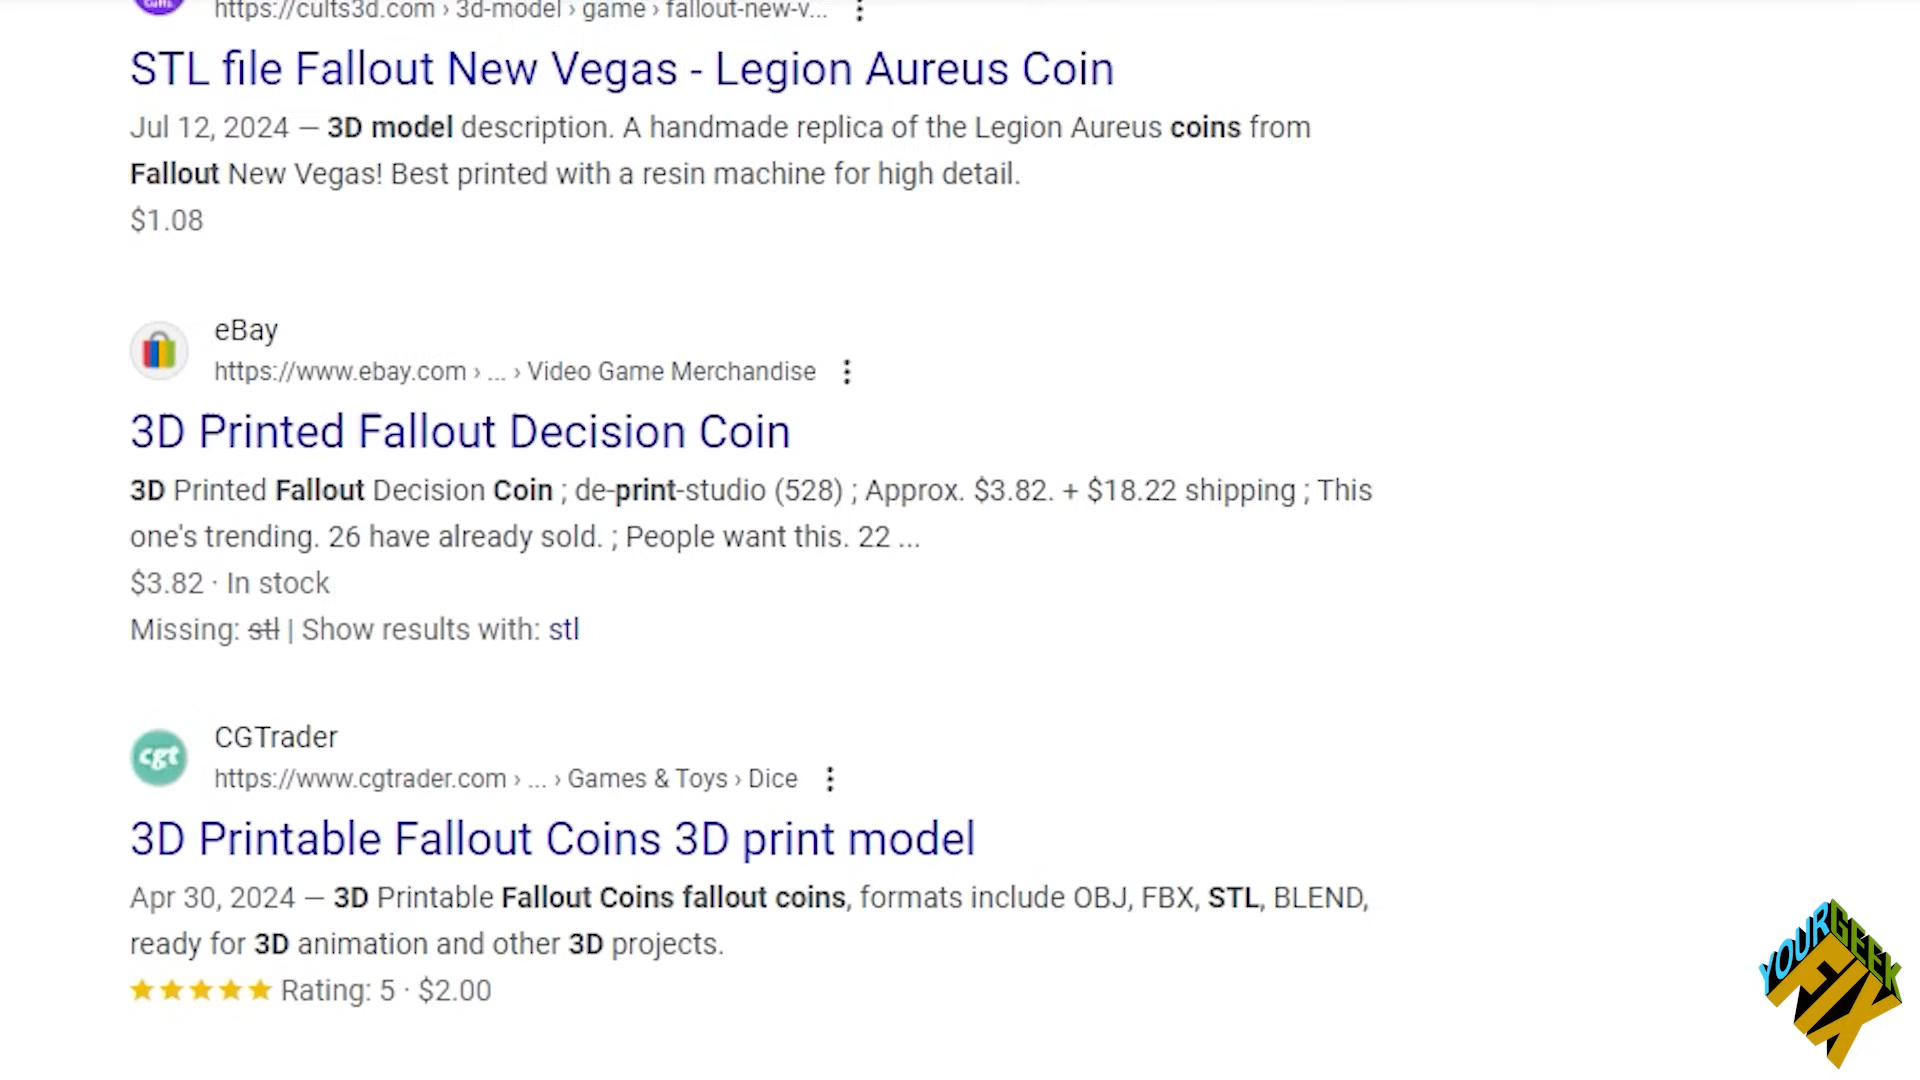 https://cults3d.com › 3d-model › game › fallout-new-v...
STL file Fallout New Vegas - Legion Aureus Coin
Jul 12, 2024 — 3D model description. A handmade replica of the Legion Aureus coins from
Fallout New Vegas! Best printed with a resin machine for high detail.
$1.08
eBay
https://www.ebay.com › ... › Video Game Merchandise
3D Printed Fallout Decision Coin
3D Printed Fallout Decision Coin ; de-print-studio (528) ; Approx. $3.82. + $18.22 shipping ; This
one's trending. 26 have already sold. ; People want this. 22 ...
$3.82 · In stock
Missing: stl | Show results with: stl
cgt
CGTrader
https://www.cgtrader.com › ... › Games & Toys › Dice
3D Printable Fallout Coins 3D print model
Apr 30, 2024 — 3D Printable Fallout Coins fallout coins, formats include OBJ, FBX, STL, BLEND,
ready for 3D animation and other 3D projects.
Rating: 5 · $2.00
YOUR GEEK
FIX